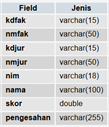 Field Jenis
kdfak varchar(15)
nmfak varchar(50)
kdjur varchar(15)
nmjur varchar(50)
nim varchar(18)
nama varchar(100)
skor double
pengesahan varchar(255)